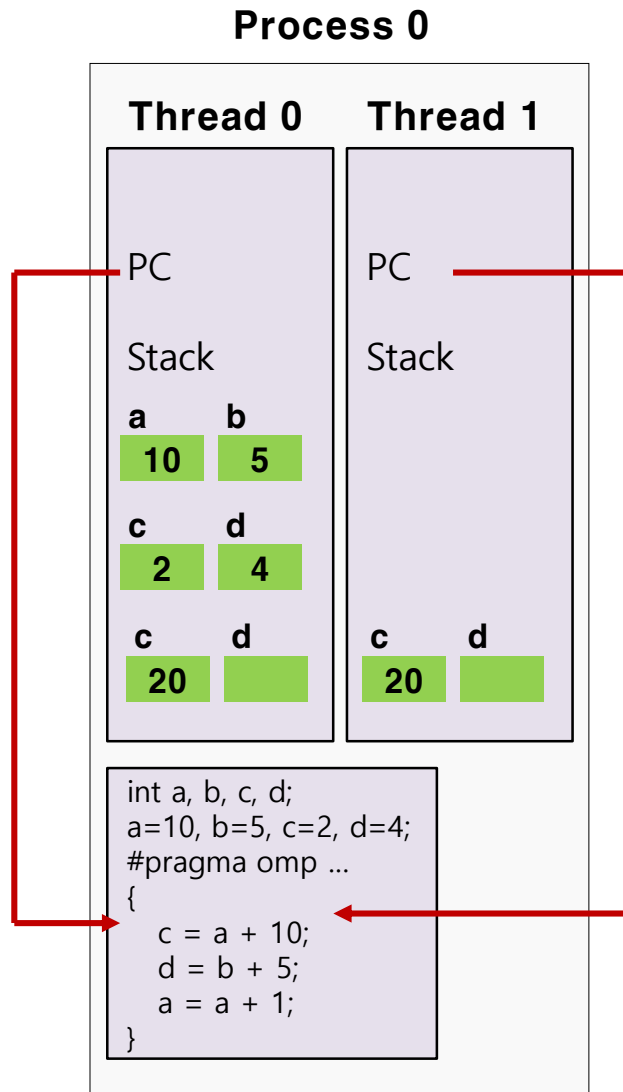 Process 0
Thread 0 Thread 1
PC PC
Stack Stack
a b
10 5
c d
2 4
c d c d
20 20
int a, b, c, d;
a=10, b=5, c=2, d=4;
#pragma omp ...
{
c = a + 10;
d = b + 5;
a = a + 1;
}